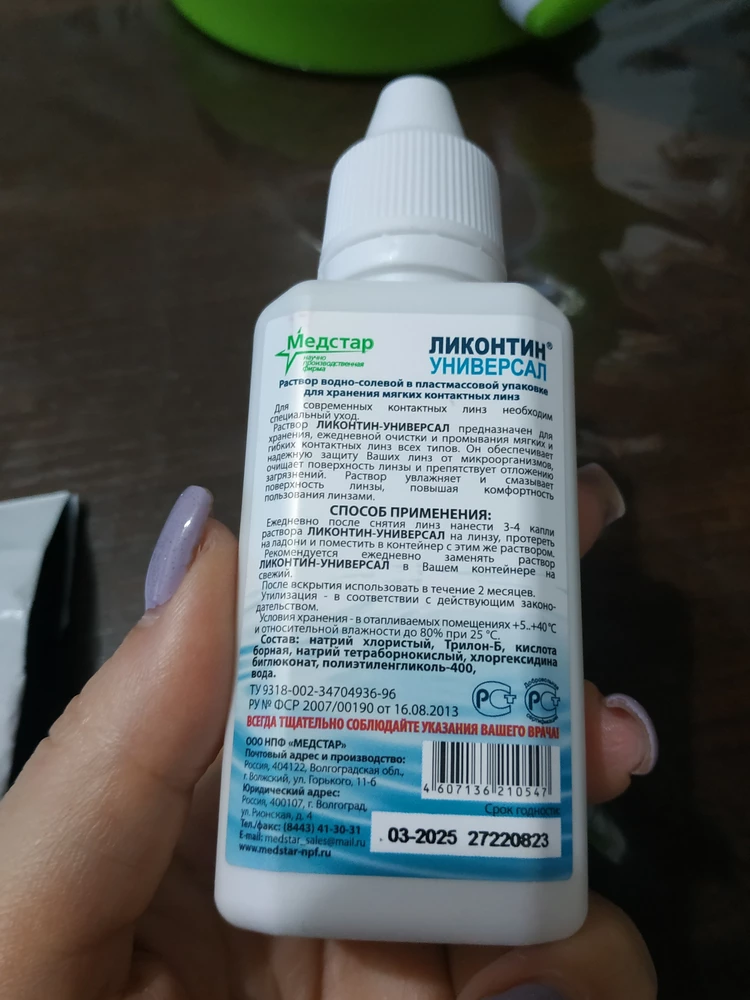 Медстар
научно
производственная
фирма
ЛИКОНТИН®
УНИВЕРСАЛ
Раствор водно-солевой в пластмассовой упаковке
для хранения мягких контактных линз
Для современных контактных линз необходим
специальный уход.
Раствор ЛИКОНТИН-УНИВЕРСАЛ предназначен для
хранения, ежедневной очистки и промывания мягких и
гибких контактных линз всех типов. Он обеспечивает
надежную защиту Ваших линз от микроорганизмов,
очищает поверхность линзы и препятствует отложению
загрязнений. Раствор увлажняет и смазывает
поверхность линзы, повышая комфортность
пользования линзами.
СПОСОБ ПРИМЕНЕНИЯ:
Ежедневно после снятия линз нанести 3-4 капли
раствора ЛИКОНТИН-УНИВЕРСАЛ на линзу, протереть
на ладони и поместить в контейнер с этим же раствором.
Рекомендуется ежедневно заменять раствор
ЛИКОНТИН-УНИВЕРСАЛ в Вашем контейнере на
свежий.
После вскрытия использовать в течение 2 месяцев.
Утилизация - в соответствии с действующим законо-
дательством.
Условия хранения - в отапливаемых помещениях +5..+40°С
и относительной влажности до 80% при 25 °С.
Состав: натрий хлористый, Трилон-Б, кислота
борная, натрий тетраборнокислый, хлоргексидина
биглюконат, полиэтиленгликоль-400,
вода.
ТУ 9318-002-34704936-96
РУ № ФСР 2007/00190 от 16.08.2013
РСТ
Добровольная
РСТ
сертификация
ВСЕГДА ТЩАТЕЛЬНО СОБЛЮДАЙТЕ УКАЗАНИЯ ВАШЕГО ВРАЧА!
ООО НПФ «МЕДСТАР»
Почтовый адрес и производство:
Россия, 404122, Волгоградская обл.,
г. Волжский, ул. Горького, 11-б
Юридический адрес:
Россия, 400107, г. Волгоград,
ул. Рионская, д. 4
Тел./факс: (8443) 41-30-31
E-mail: medstar_sales@mail.ru
www.medstar-npf.ru
4 607136 210547
Срок годности:
03-2025 27220823